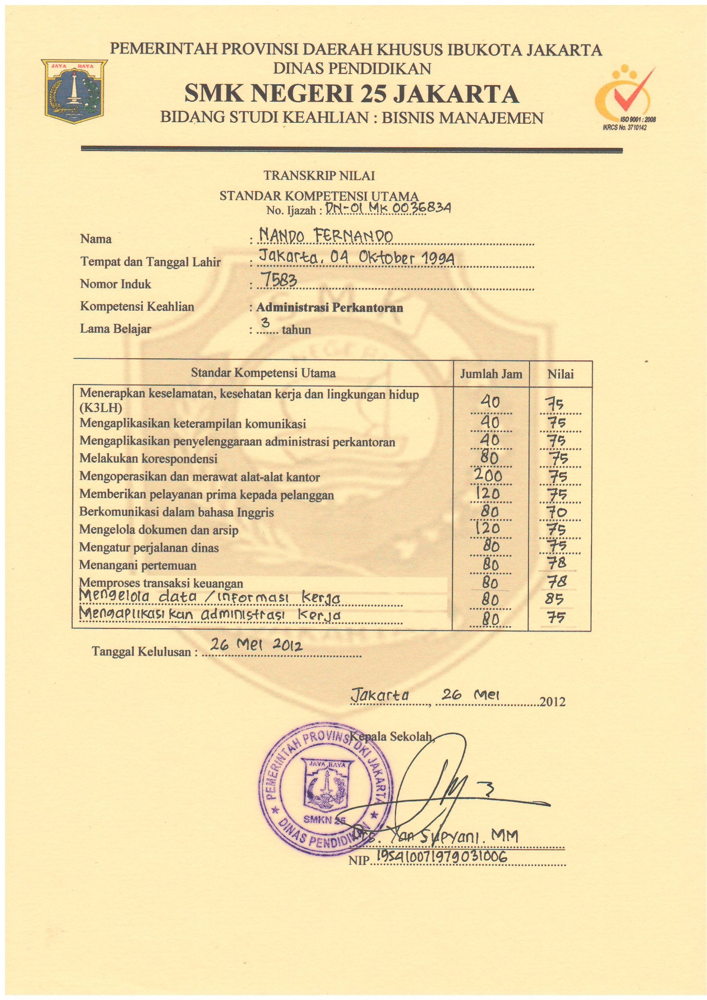 PEMERINTAH PROVINSI DAERAH KHUSUS IBUKOTA JAKARTA
DINAS PENDIDIKAN
SMK NEGERI 25 JAKARTA
BIDANG STUDI KEAHLIAN : BISNIS MANAJEMEN
JAYA RAYA
ISO 9001 : 2008
IKRCS No. 3710142
TRANSKRIP NILAI
STANDAR KOMPETENSI UTAMA
No. Ijazah : DN-01 MK 0036834
Nama : NANDO FERNANDO
Tempat dan Tanggal Lahir : Jakarta, 04 Oktober 1994
Nomor Induk : 7583
Kompetensi Keahlian : Administrasi Perkantoran
Lama Belajar : 3 tahun
Standar Kompetensi Utama Jumlah Jam Nilai
Menerapkan keselamatan, kesehatan kerja dan lingkungan hidup
(K3LH) 40 75
Mengaplikasikan keterampilan komunikasi 40 75
Mengaplikasikan penyelenggaraan administrasi perkantoran 40 75
Melakukan korespondensi 80 75
Mengoperasikan dan merawat alat-alat kantor 200 75
Memberikan pelayanan prima kepada pelanggan 120 75
Berkomunikasi dalam bahasa Inggris 80 70
Mengelola dokumen dan arsip 120 75
Mengatur perjalanan dinas 80 75
Menangani pertemuan 80 78
Memproses transaksi keuangan 80 78
Mengelola data /informasi kerja 80 85
Mengaplikasikan administrasi kerja 80 75
Tanggal Kelulusan : 26 Mei 2012
Jakarta, 26 Mei 2012
Kepala Sekolah,
PEMERINTAH PROVINSI DKI JAKARTA
JAYA RAYA
SMKN 25
DINAS PENDIDIKAN
Drs. Yan Supyani. MM
NIP. 195410071979031006